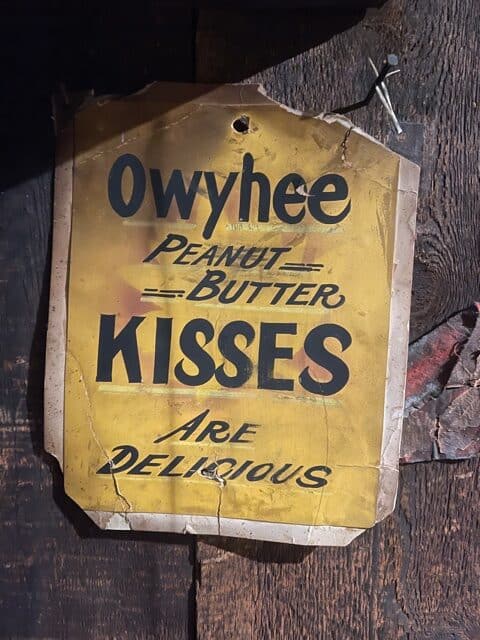 Owyhee
PEANUT
BUTTER
KISSES
ARE
DELICIOUS